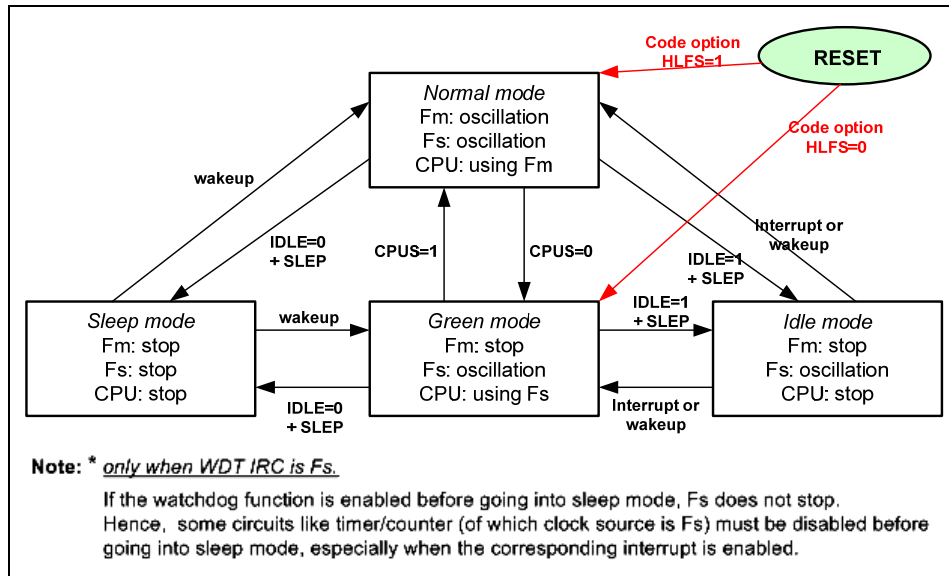 Code option
HLFS=1
RESET
Normal mode
Fm: oscillation
Fs: oscillation
CPU: using Fm
Code option
HLFS=0
wakeup
IDLE=0
+ SLEP
CPUS=1
CPUS=0
Interrupt or
wakeup
IDLE=1
+ SLEP
Sleep mode
Fm: stop
Fs: stop
CPU: stop
wakeup
IDLE=0
+ SLEP
Green mode
Fm: stop
Fs: oscillation
CPU: using Fs
IDLE=1
+ SLEP
Interrupt or
wakeup
Idle mode
Fm: stop
Fs: oscillation
CPU: stop
Note: * only when WDT IRC is Fs.
If the watchdog function is enabled before going into sleep mode, Fs does not stop.
Hence, some circuits like timer/counter (of which clock source is Fs) must be disabled before
going into sleep mode, especially when the corresponding interrupt is enabled.